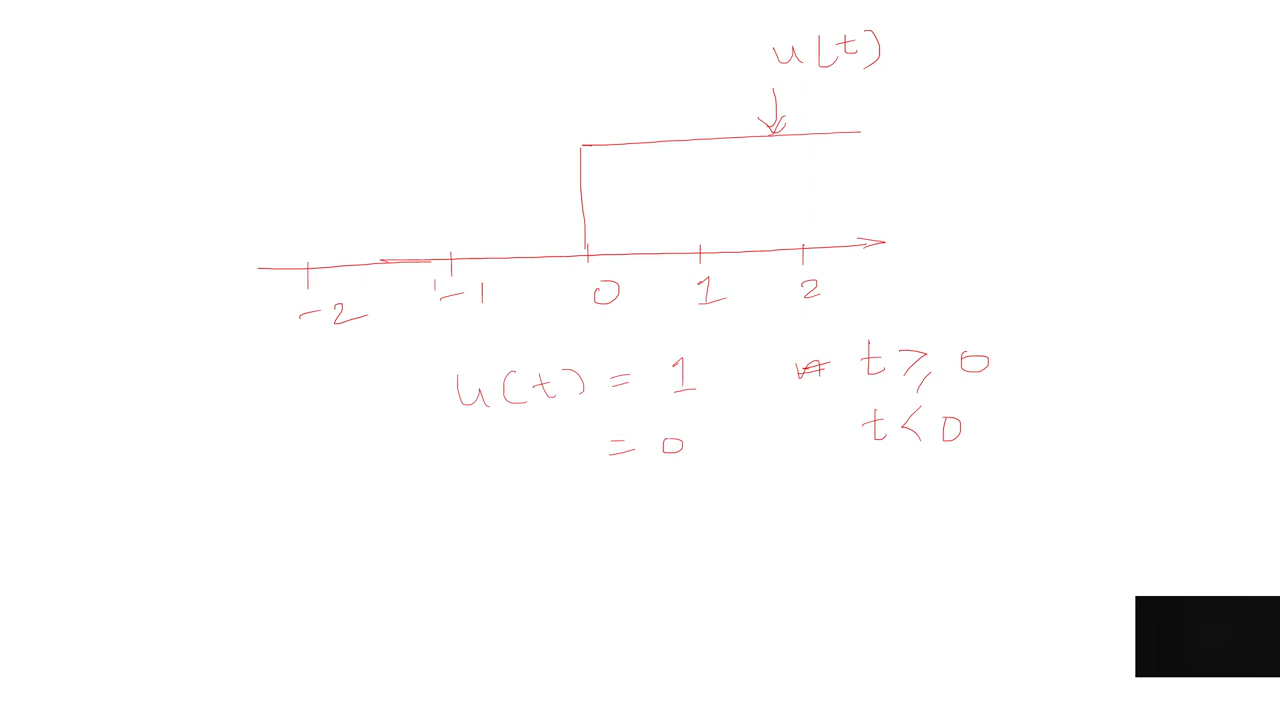 u(t)
-2 -1 0 1 2
u(t) = 1 t ≥ 0
= 0 t < 0